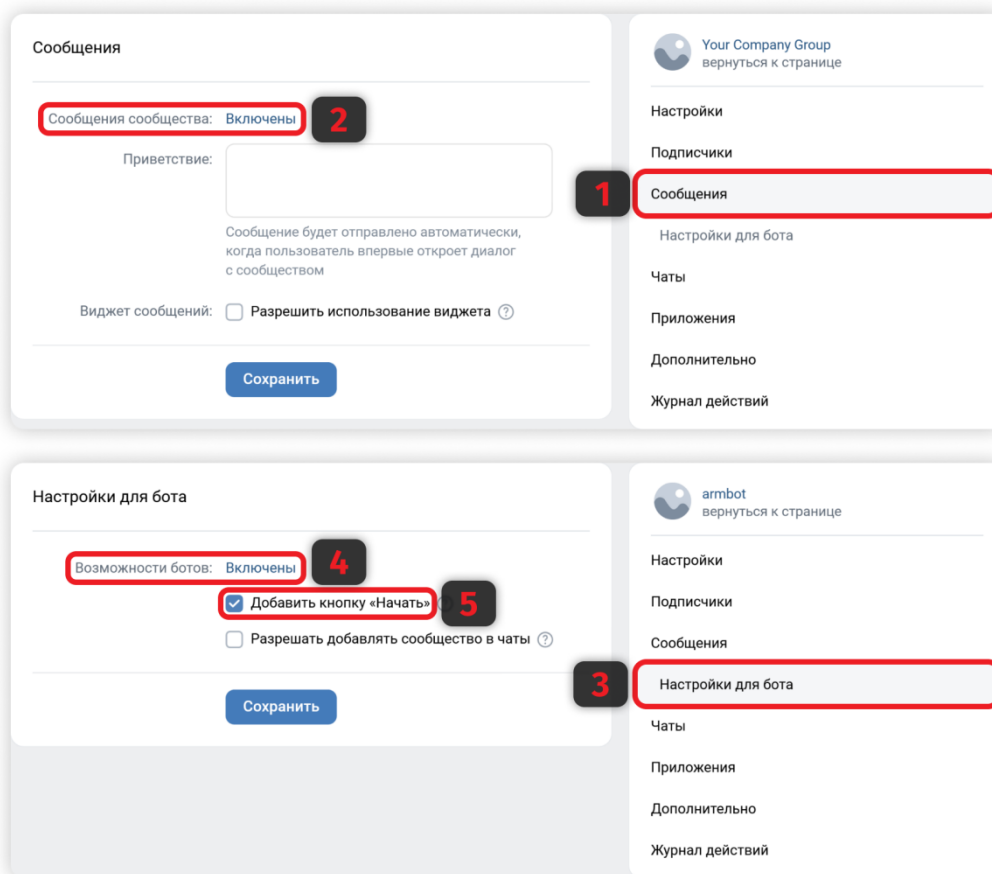 Сообщения
Сообщения сообщества: Включены
2
Приветствие:
Сообщение будет отправлено автоматически,
когда пользователь впервые откроет диалог
с сообществом
Виджет сообщений:
Разрешить использование виджета ?
Сохранить
Your Company Group
вернуться к странице
Настройки
Подписчики
1
Сообщения
Настройки для бота
Чаты
Приложения
Дополнительно
Журнал действий
Настройки для бота
Возможности ботов: Включены
4
Добавить кнопку «Начать»
5
Разрешать добавлять сообщество в чаты ?
Сохранить
armbot
вернуться к странице
Настройки
Подписчики
Сообщения
3
Настройки для бота
Чаты
Приложения
Дополнительно
Журнал действий